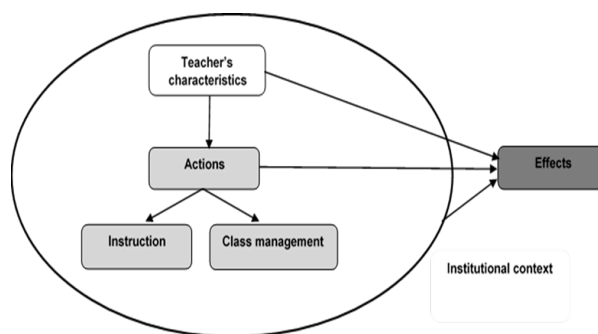 Teacher's
characteristics
Actions
Effects
Instruction
Class management
Institutional context